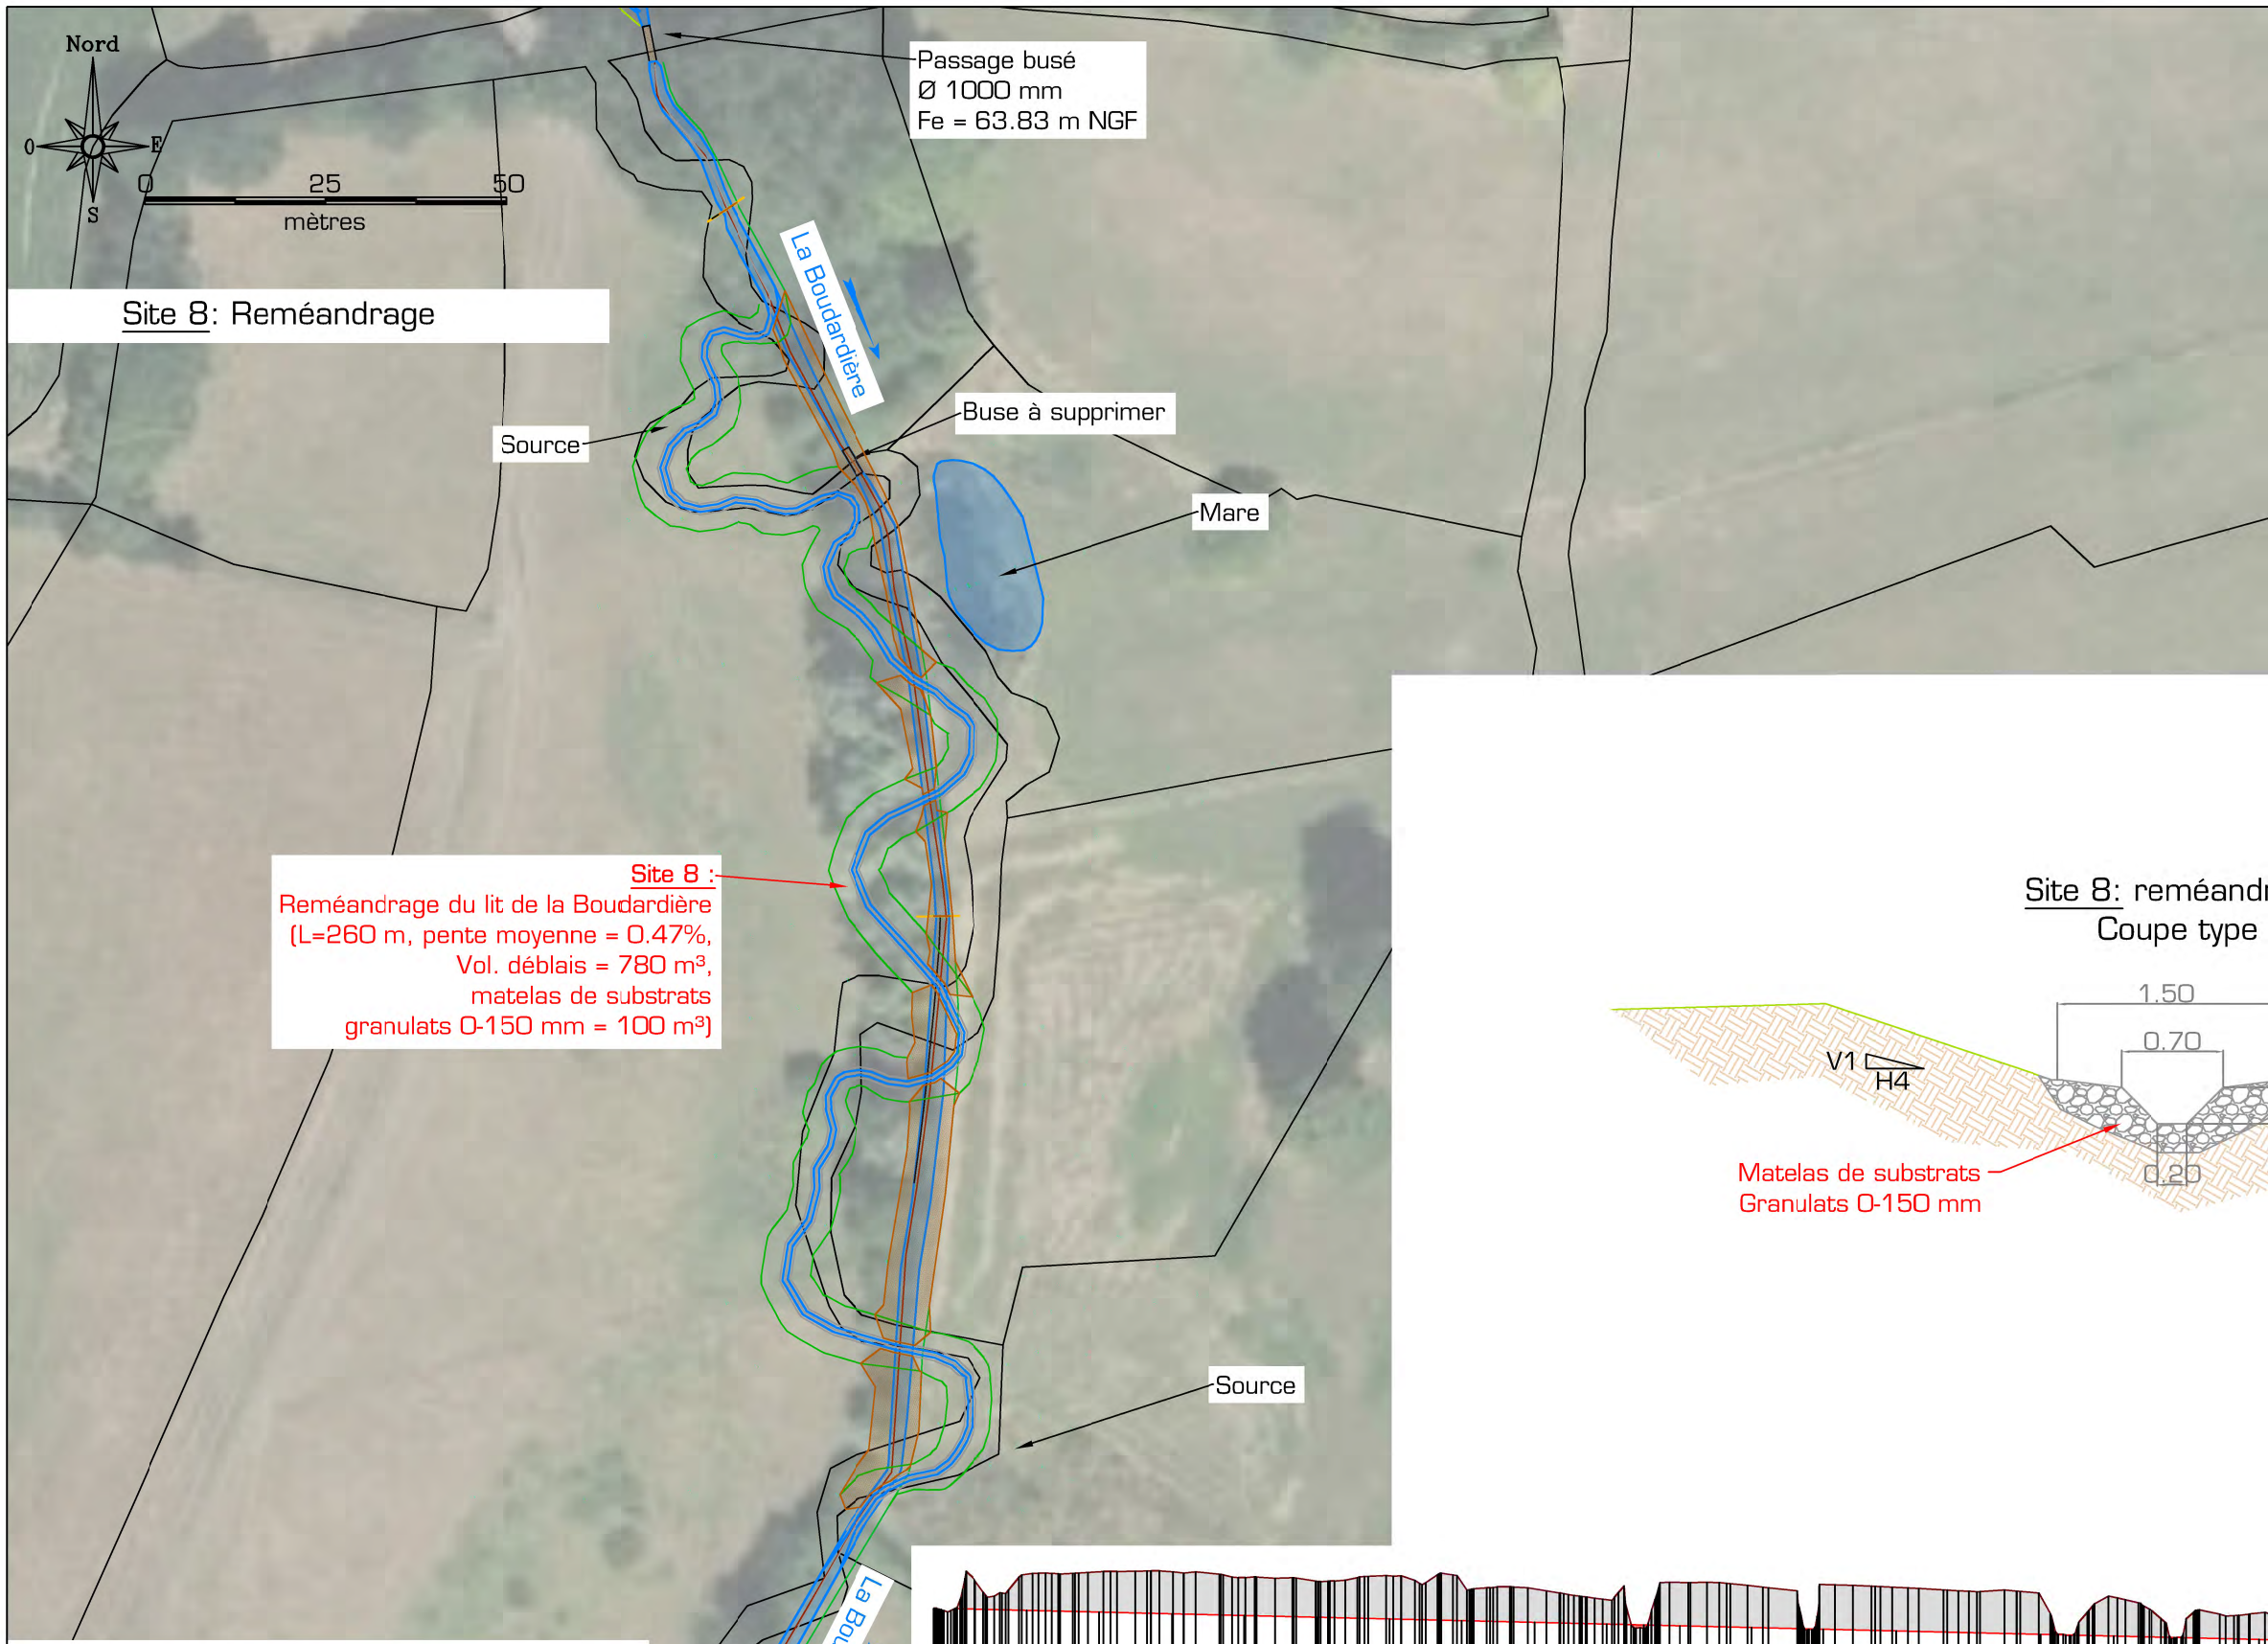 Nord
O
E
S
0 25 50
mètres
Passage busé
Ø 1000 mm
Fe = 63.83 m NGF
Site 8: Reméandrage
La Boudardière
Buse à supprimer
Source
Mare
Site 8 :
Reméandrage du lit de la Boudardière
(L=260 m, pente moyenne = 0.47%,
Vol. déblais = 780 m³,
matelas de substrats
granulats 0-150 mm = 100 m³)
Site 8: reméandr
Coupe type
1.50
0.70
V1
H4
Matelas de substrats
Granulats 0-150 mm
0.20
Source
La Bou